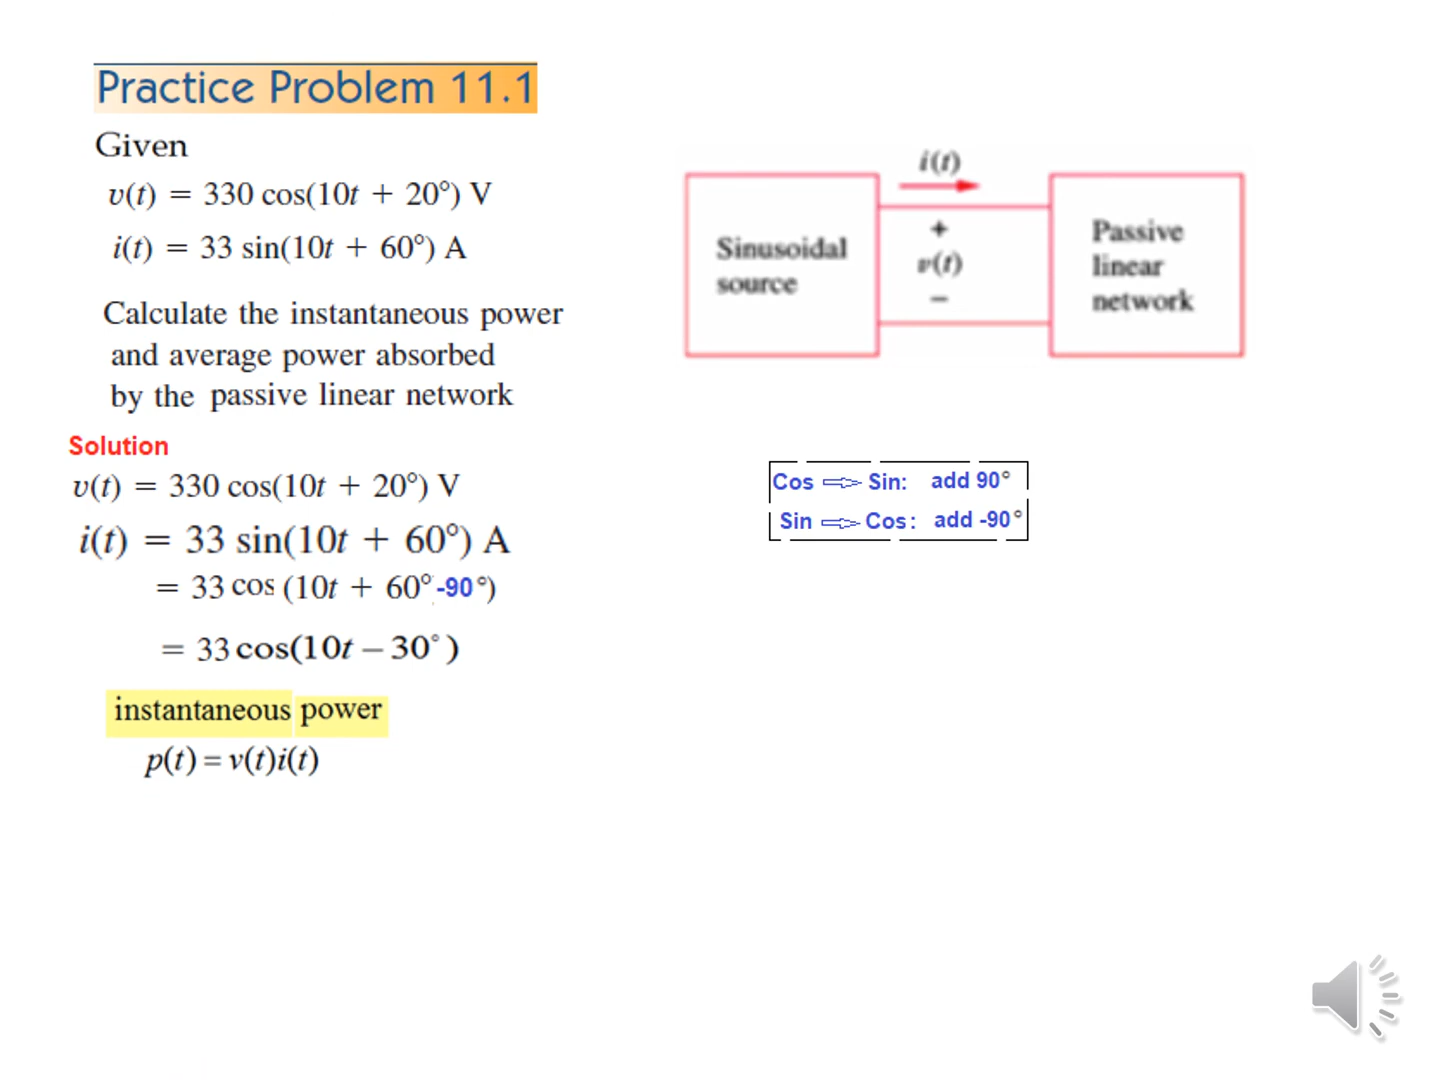 Practice Problem 11.1
Given
v(t) = 330 cos(10t + 20°) V
i(t) = 33 sin(10t + 60°) A
Calculate the instantaneous power
and average power absorbed
by the passive linear network
i(t)
Sinusoidal
source
+
v(t)
−
Passive
linear
network
Solution
v(t) = 330 cos(10t + 20°) V
i(t) = 33 sin(10t + 60°) A
= 33 cos (10t + 60° -90°)
= 33 cos(10t − 30°)
Cos ⇒ Sin: add 90°
Sin ⇒ Cos: add -90°
instantaneous power
p(t) = v(t)i(t)